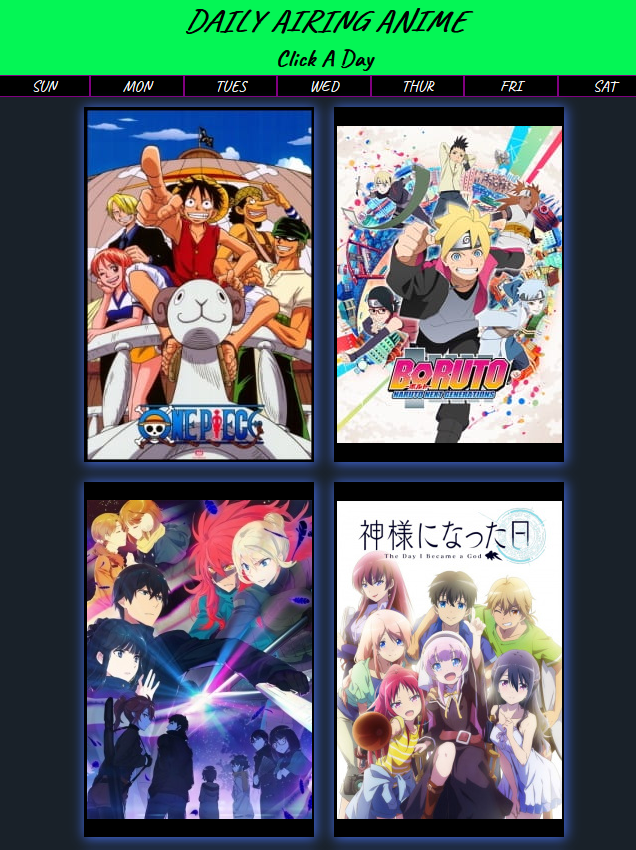 DAILY AIRING ANIME
Click A Day
SUN MON TUES WED THUR FRI SAT
ONE PIECE
BORUTO
NARUTO NEXT GENERATIONS
神様になった日
The Day I Became a God